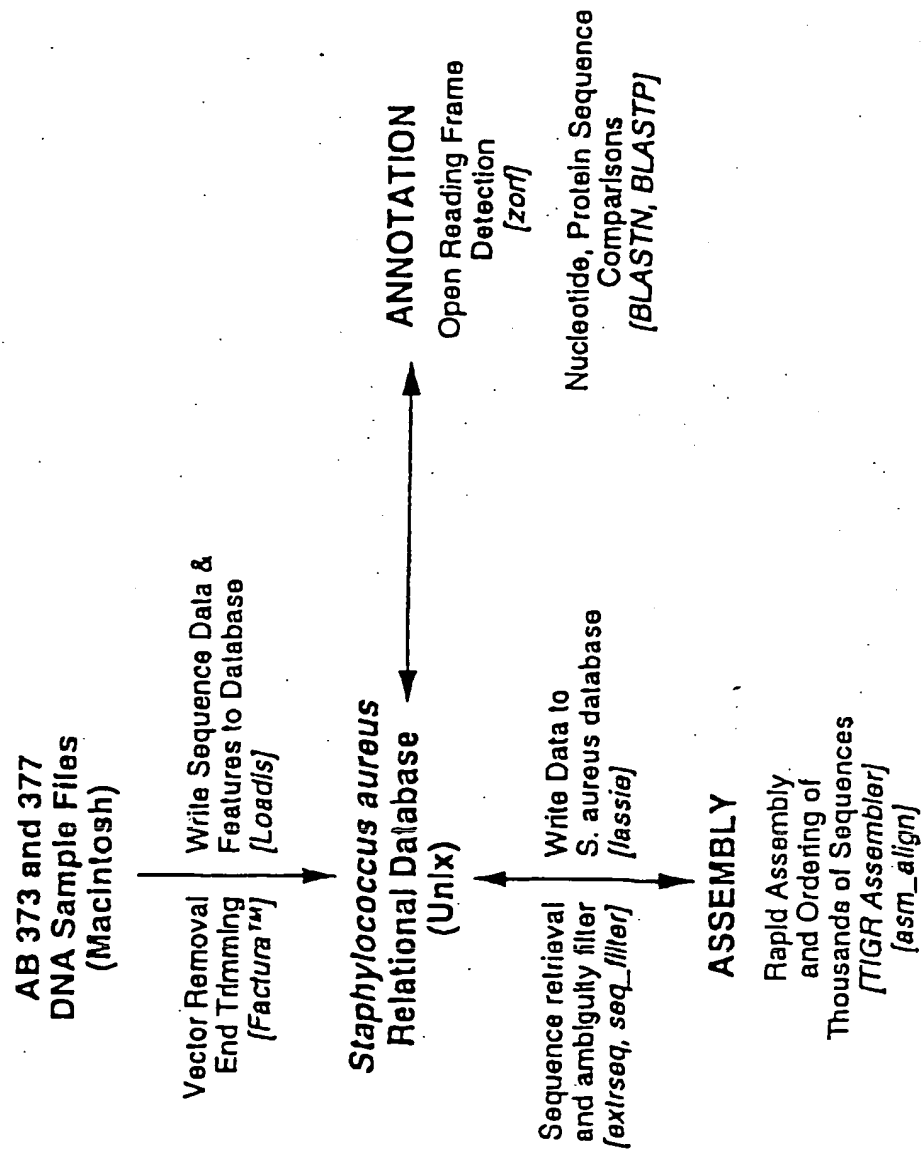 AB 373 and 377
DNA Sample Files
(Macintosh)
Vector Removal
End Trimming
[Factura™]
Write Sequence Data &
Features to Database
[Loadis]
Staphylococcus aureus
Relational Database
(Unix)
ANNOTATION
Open Reading Frame
Detection
[zorf]
Nucleotide, Protein Sequence
Comparisons
[BLASTN, BLASTP]
Sequence retrieval
and ambiguity filter
[extrseq, seq_filter]
Write Data to
S. aureus database
[lassie]
ASSEMBLY
Rapid Assembly
and Ordering of
Thousands of Sequences
[TIGR Assembler]
[asm_align]